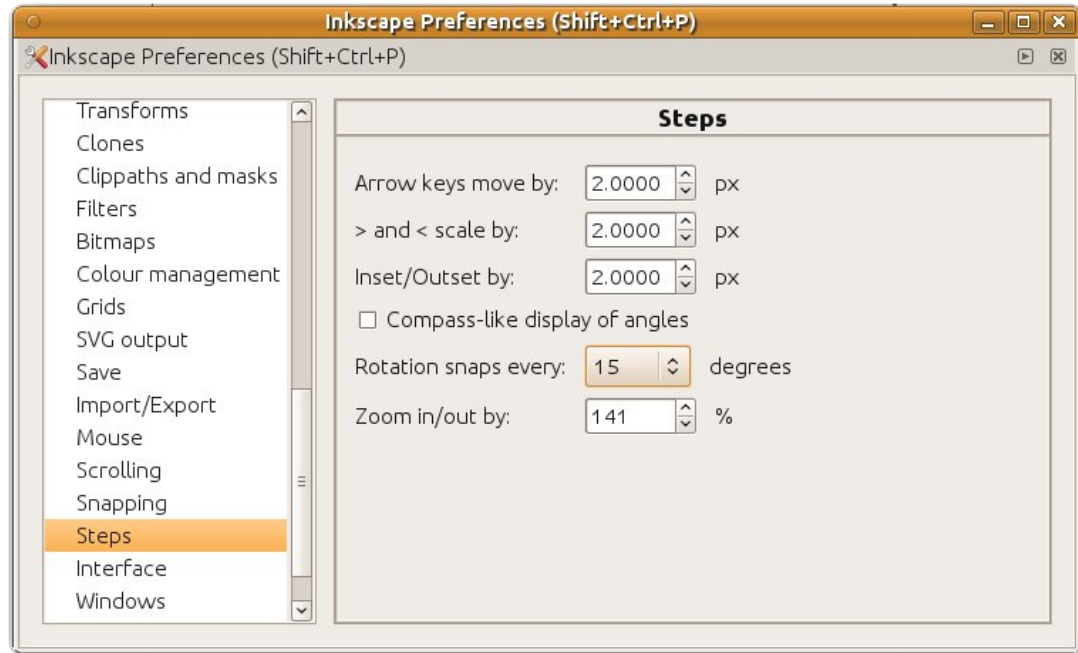 Inkscape Preferences (Shift+Ctrl+P)
Inkscape Preferences (Shift+Ctrl+P)
Transforms
Clones
Clippaths and masks
Filters
Bitmaps
Colour management
Grids
SVG output
Save
Import/Export
Mouse
Scrolling
Snapping
Steps
Interface
Windows
Steps
Arrow keys move by: 2.0000 px
> and < scale by: 2.0000 px
Inset/Outset by: 2.0000 px
Compass-like display of angles
Rotation snaps every: 15 degrees
Zoom in/out by: 141 %